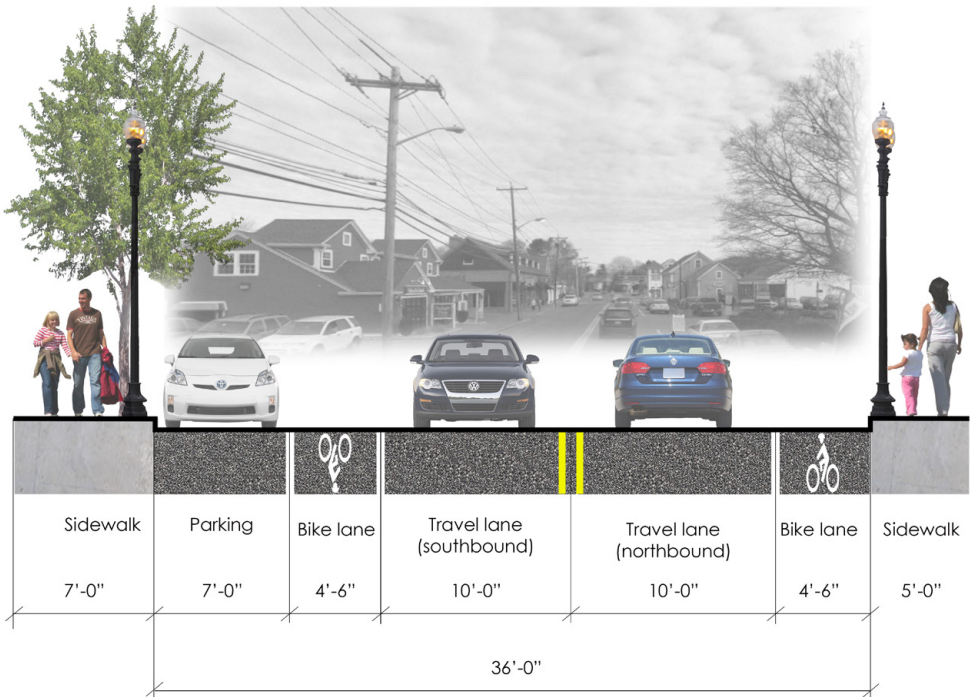 Sidewalk
Parking
Bike lane
Travel lane
(southbound)
Travel lane
(northbound)
Bike lane
Sidewalk
7’-0”
7’-0”
4’-6”
10’-0”
10’-0”
4’-6”
5’-0”
36’-0”